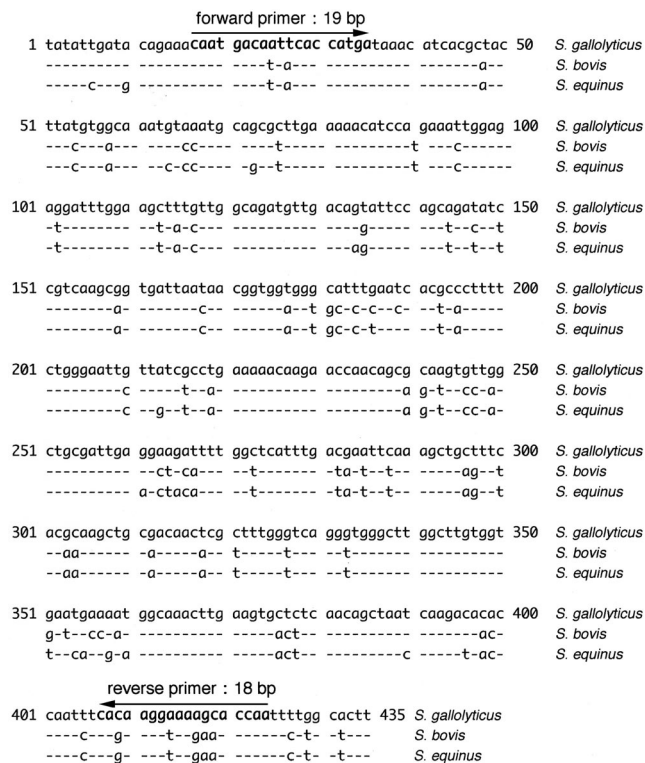 forward primer : 19 bp
1 tatattgata cagaaacaat gacaattcac catgataaac atcacgctac 50 S. gallolyticus
---------- ---------- ---t-a---- ---------- -------a-- S. bovis
-----c---g ---------- ---t-a---- ---------- -------a-- S. equinus
51 ttatgtggca aatgtaaatg cagcgcttga aaaacatcca gaaattggag 100 S. gallolyticus
---c---a-- ----cc---- -----t---- ---------t ---c------ S. bovis
---c---a-- --c-cc---- --g--t---- ---------t ---c------ S. equinus
101 aggatttgga agctttgttg gcagatgttg acagtattcc agcagatatc 150 S. gallolyticus
-t-------- --t-a-c--- ---------- ----g----- --t--c--t S. bovis
-t-------- --t-a-c--- ---------- ---ag----- --t--t--t S. equinus
151 cgtcaagcgg tgattaataa cggtggtggg catttgaatc acgccctttt 200 S. gallolyticus
-------a-- -----c---- ------a--t gc-c-c--c- --t-a----- S. bovis
-------a-- -----c---- ------a--t gc-c-t---- --t-a----- S. equinus
201 ctgggaattg ttatcgcctg aaaaacaaga accaacagcg caagtgttgg 250 S. gallolyticus
--------c ----t--a-- ---------- ---------a g-t--cc-a- S. bovis
--------c --g--t--a- ---------- ---------a g-t--cc-a- S. equinus
251 ctgcgattga ggaagatttt ggctcatttg acgaattcaa agctgctttc 300 S. gallolyticus
---------- ---ct-ca-- --t------- --ta-t--t- ----ag--t S. bovis
---------- a-ctaca--- --t------- --ta-t--t- ----ag--t S. equinus
301 acgcaagctg cgacaactcg ctttgggtca gggtgggctt ggcttgtggt 350 S. gallolyticus
--aa------ -a-----a-- t-----t--- ---t------ ---------- S. bovis
--aa------ -a-----a-- t-----t--- ---t------ ---------- S. equinus
351 gaatgaaaat ggcaaacttg aagtgctctc aacagctaat caagacacac 400 S. gallolyticus
g-t--cc-a- ---------- -----act-- ---------- ------ac- S. bovis
t--ca--g-a ---------- -----act-- --------c- ----t-ac- S. equinus
reverse primer : 18 bp
401 caatttcaca aggaaaagca ccaattttgg cactt 435 S. gallolyticus
---c---g- ---t--gaa- ------c-t- -t--- S. bovis
---c---g- ---t--gaa- ------c-t- -t--- S. equinus